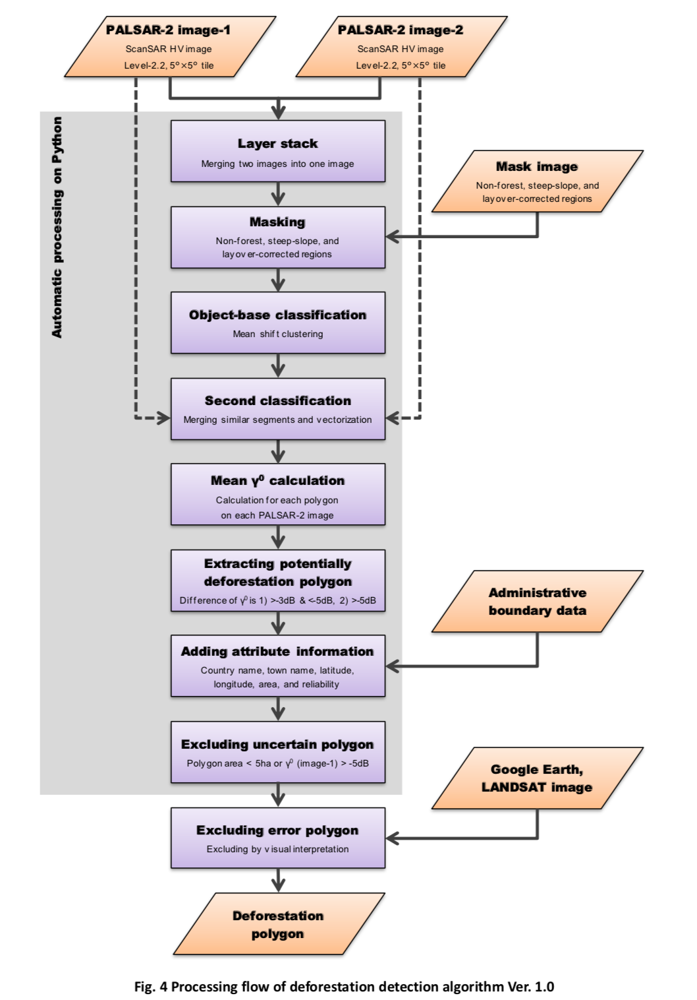 PALSAR-2 image-1
ScanSAR HV image
Level-2.2, 5°×5° tile
PALSAR-2 image-2
ScanSAR HV image
Level-2.2, 5°×5° tile
Automatic processing on Python
Layer stack
Merging two images into one image
Mask image
Non-forest, steep-slope, and
layover-corrected regions
Masking
Non-forest, steep-slope, and
layover-corrected regions
Object-base classification
Mean shift clustering
Second classification
Merging similar segments and vectorization
Mean γ⁰ calculation
Calculation for each polygon
on each PALSAR-2 image
Extracting potentially
deforestation polygon
Difference of γ⁰ is 1) >-3dB & <-5dB, 2) >-5dB
Administrative
boundary data
Adding attribute information
Country name, town name, latitude,
longitude, area, and reliability
Excluding uncertain polygon
Polygon area < 5ha or γ⁰ (image-1) > -5dB
Google Earth,
LANDSAT image
Excluding error polygon
Excluding by visual interpretation
Deforestation
polygon
Fig. 4 Processing flow of deforestation detection algorithm Ver. 1.0